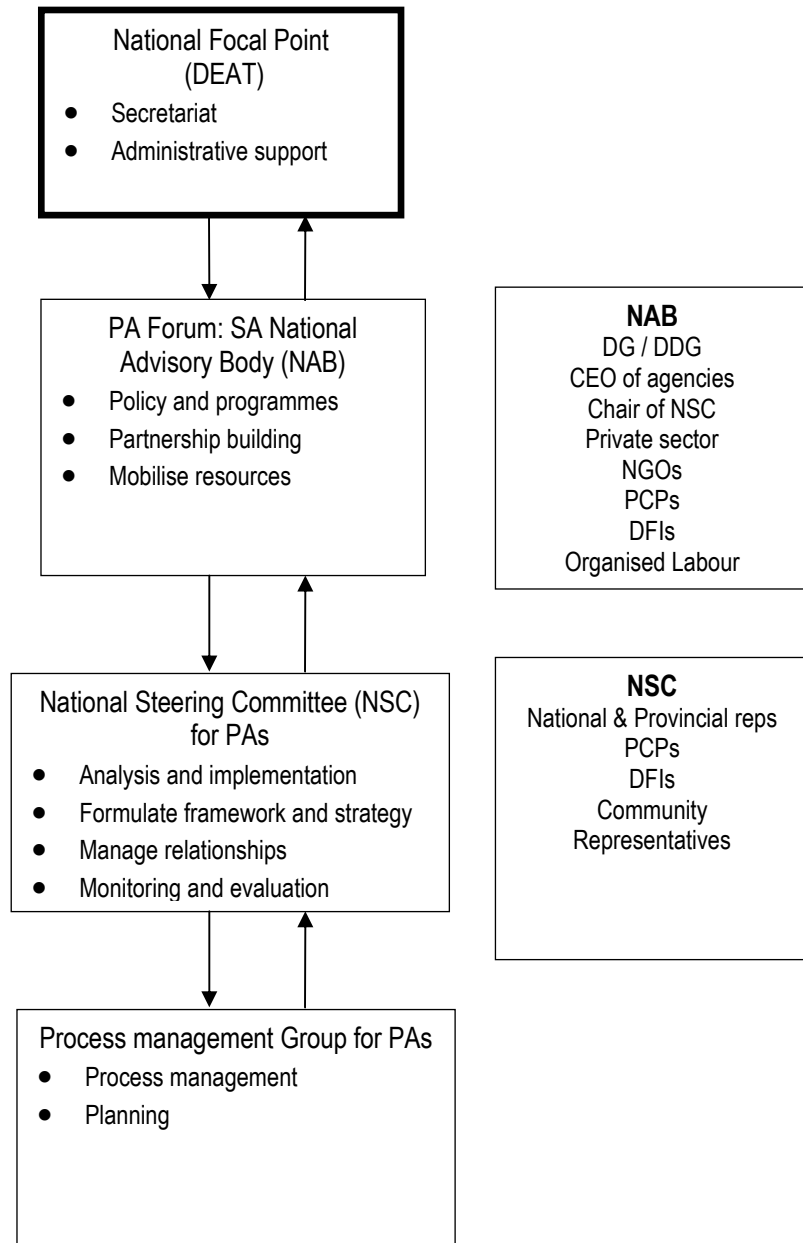 National Focal Point
(DEAT)
● Secretariat
● Administrative support
PA Forum: SA National
Advisory Body (NAB)
● Policy and programmes
● Partnership building
● Mobilise resources
NAB
DG / DDG
CEO of agencies
Chair of NSC
Private sector
NGOs
PCPs
DFIs
Organised Labour
National Steering Committee (NSC)
for PAs
● Analysis and implementation
● Formulate framework and strategy
● Manage relationships
● Monitoring and evaluation
NSC
National & Provincial reps
PCPs
DFIs
Community
Representatives
Process management Group for PAs
● Process management
● Planning